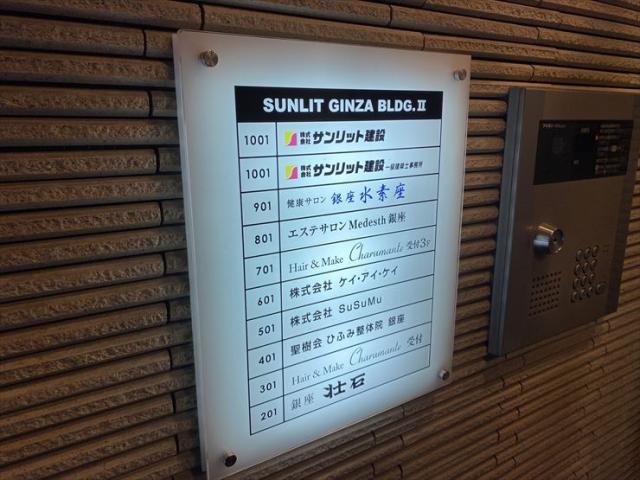 SUNLIT GINZA BLDG.Ⅱ
1001 株式会社 サンリット建設
1001 株式会社 サンリット建設 一級建築士事務所
901 健康サロン 銀座 水素座
801 エステサロン Medesth 銀座
701 Hair & Make Charumante 受付3F
601 株式会社 ケイ・アイ・ケイ
501 株式会社 SuSuMu
401 聖樹会 ひふみ整体院 銀座
301 Hair & Make Charumante 受付
201 銀座 壮石